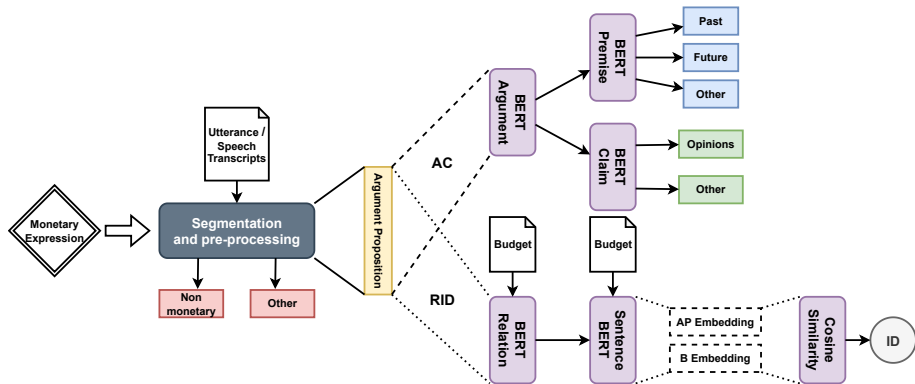 Monetary
Expression
Utterance /
Speech
Transcripts
Segmentation
and pre-processing
Non
monetary
Other
Argument Proposition
AC
RID
BERT
Argument
BERT
Premise
Past
Future
Other
BERT
Claim
Opinions
Other
Budget
BERT
Relation
Budget
Sentence
BERT
AP Embedding
B Embedding
Cosine
Similarity
ID